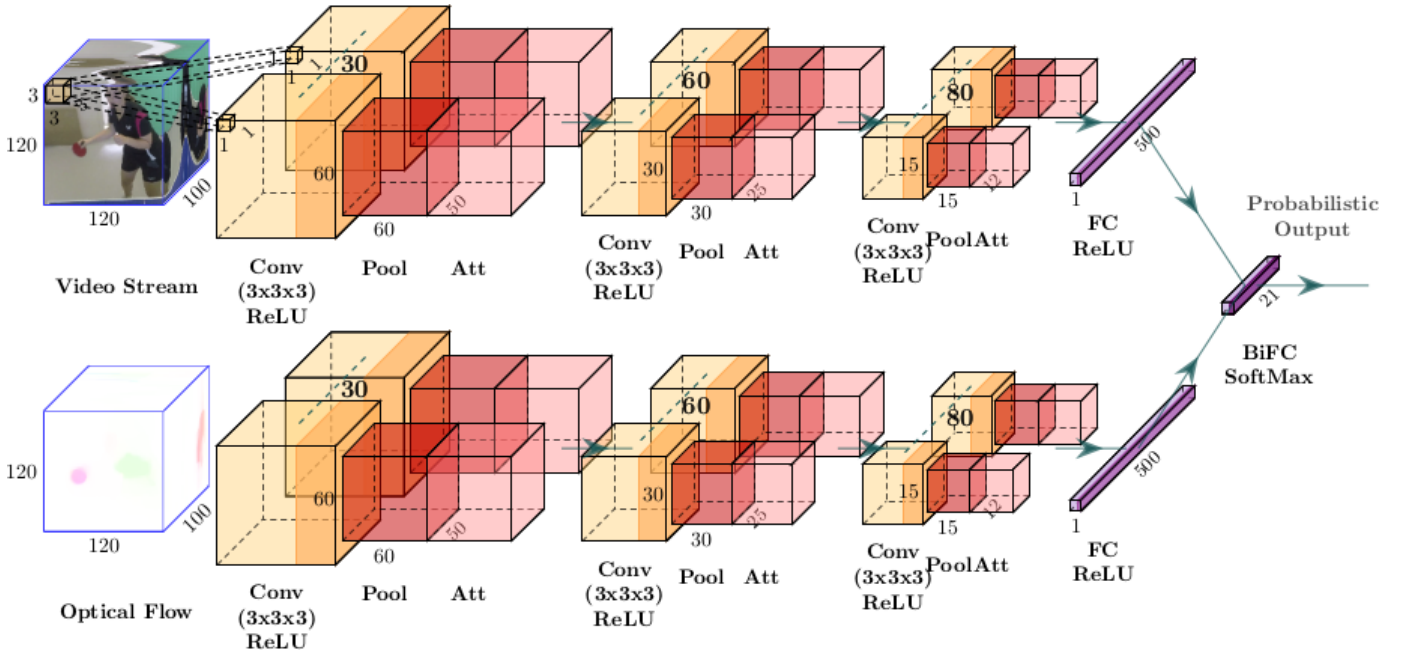 3
3
120
120
100
Video Stream
1
1
1
1
30
60
60
50
Conv
(3x3x3)
ReLU
Pool
Att
60
30
30
25
Conv
(3x3x3)
ReLU
Pool
Att
80
15
15
12
Conv
(3x3x3)
ReLU
Pool
Att
500
1
FC
ReLU
Probabilistic
Output
21
BiFC
SoftMax
120
120
100
Optical Flow
30
60
60
50
Conv
(3x3x3)
ReLU
Pool
Att
60
30
30
25
Conv
(3x3x3)
ReLU
Pool
Att
80
15
15
12
Conv
(3x3x3)
ReLU
Pool
Att
500
1
FC
ReLU